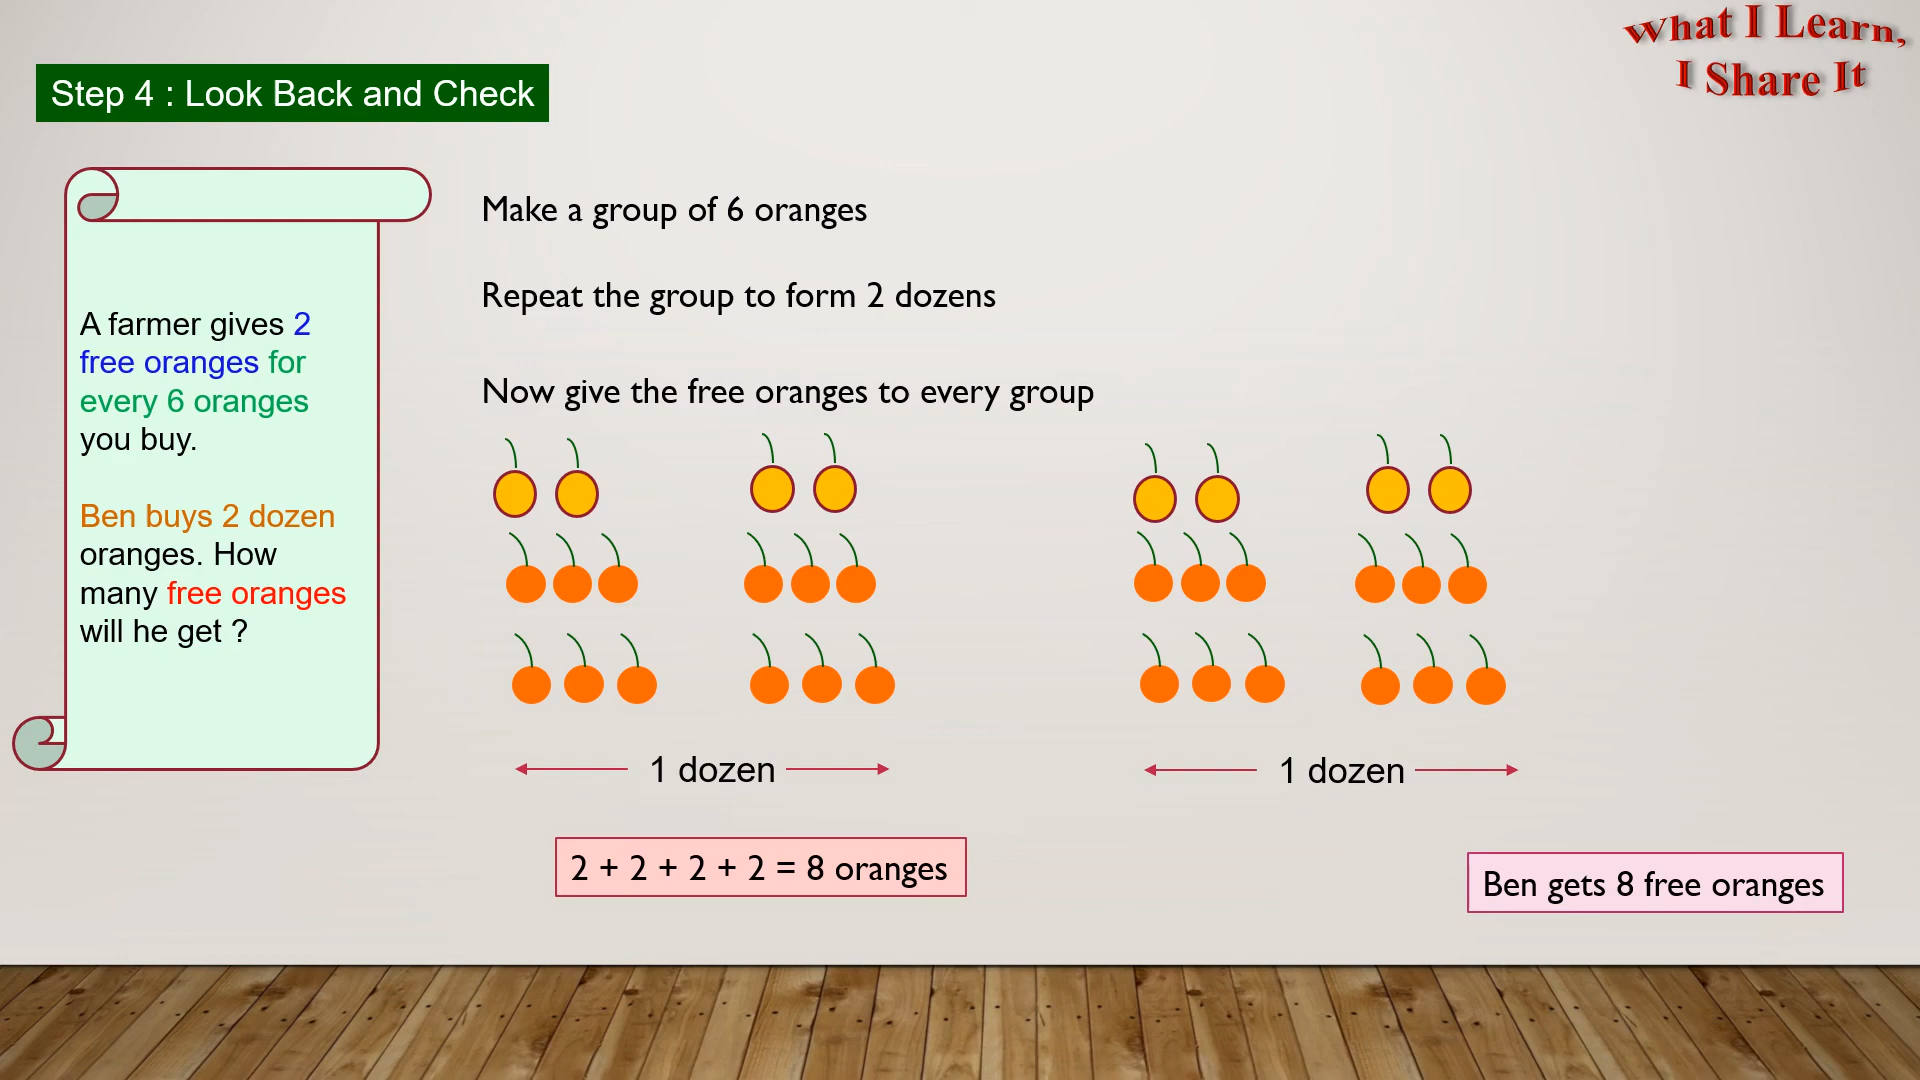 What I Learn,
I Share It
Step 4 : Look Back and Check
A farmer gives 2
free oranges for
every 6 oranges
you buy.
Ben buys 2 dozen
oranges. How
many free oranges
will he get ?
Make a group of 6 oranges
Repeat the group to form 2 dozens
Now give the free oranges to every group
1 dozen
1 dozen
2 + 2 + 2 + 2 = 8 oranges
Ben gets 8 free oranges